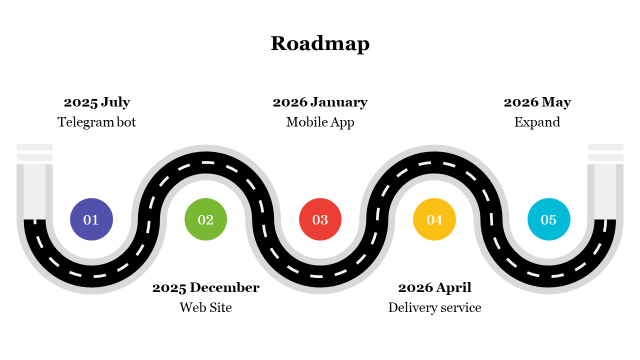 Roadmap
2025 July
Telegram bot
2026 January
Mobile App
2026 May
Expand
01
02
03
04
05
2025 December
Web Site
2026 April
Delivery service